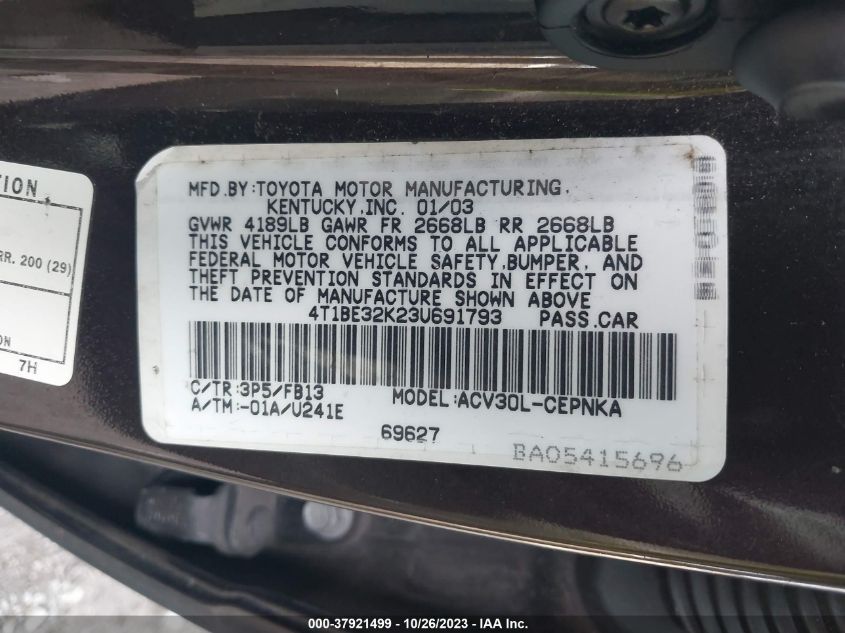 TION
RR. 200 (29)
ON
7H
MFD.BY:TOYOTA MOTOR MANUFACTURING,
KENTUCKY,INC. 01/03
GVWR 4189LB GAWR FR 2668LB RR 2668LB
THIS VEHICLE CONFORMS TO ALL APPLICABLE
FEDERAL MOTOR VEHICLE SAFETY,BUMPER, AND
THEFT PREVENTION STANDARDS IN EFFECT ON
THE DATE OF MANUFACTURE SHOWN ABOVE
4T1BE32K23U691793 PASS.CAR
C/TR:3P5/FB13 MODEL:ACV30L-CEPNKA
A/TM:-01A/U241E
69627
BA05415696
000-37921499 - 10/26/2023 - IAAI - Copart, Inc.